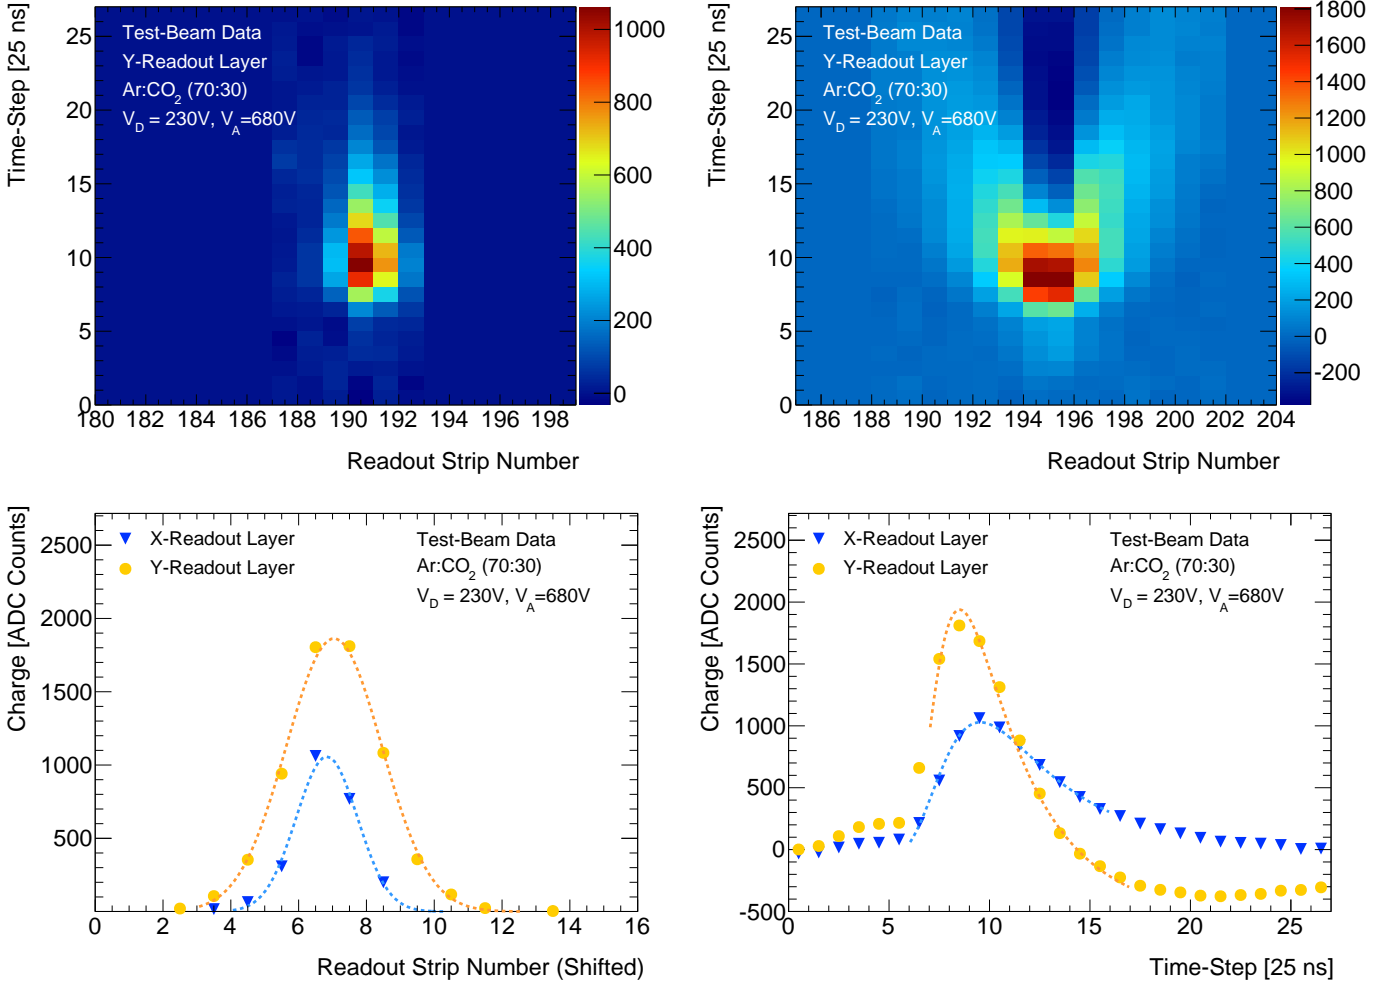 Time-Step [25 ns]
25
20
15
10
5
0
Test-Beam Data
Y-Readout Layer
Ar:CO2 (70:30)
VD = 230V, VA=680V
1000
800
600
400
200
0
180 182 184 186 188 190 192 194 196 198
Readout Strip Number
Time-Step [25 ns]
25
20
15
10
5
0
Test-Beam Data
Y-Readout Layer
Ar:CO2 (70:30)
VD = 230V, VA=680V
1800
1600
1400
1200
1000
800
600
400
200
0
-200
186 188 190 192 194 196 198 200 202 204
Readout Strip Number
Charge [ADC Counts]
2500
2000
1500
1000
500
X-Readout Layer
Y-Readout Layer
Test-Beam Data
Ar:CO2 (70:30)
VD = 230V, VA=680V
0 2 4 6 8 10 12 14 16
Readout Strip Number (Shifted)
Charge [ADC Counts]
2500
2000
1500
1000
500
0
-500
X-Readout Layer
Y-Readout Layer
Test-Beam Data
Ar:CO2 (70:30)
VD = 230V, VA=680V
0 5 10 15 20 25
Time-Step [25 ns]